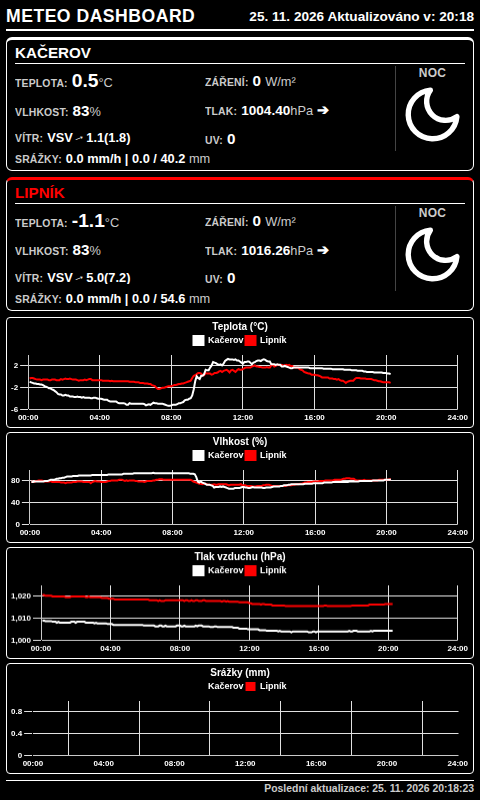 METEO DASHBOARD 25. 11. 2026 Aktualizováno v: 20:18
KAČEROV
TEPLOTA: 0.5°C ZÁŘENÍ: 0 W/m² NOC
VLHKOST: 83% TLAK: 1004.40hPa ➔
VÍTR: VSV → 1.1(1.8) UV: 0
SRÁŽKY: 0.0 mm/h | 0.0 / 40.2 mm
LIPNÍK
TEPLOTA: -1.1°C ZÁŘENÍ: 0 W/m² NOC
VLHKOST: 83% TLAK: 1016.26hPa ➔
VÍTR: VSV → 5.0(7.2) UV: 0
SRÁŽKY: 0.0 mm/h | 0.0 / 54.6 mm
Teplota (°C)
Kačerov Lipník
2
-2
-6
00:00 04:00 08:00 12:00 16:00 20:00 24:00
Vlhkost (%)
Kačerov Lipník
80
40
0
00:00 04:00 08:00 12:00 16:00 20:00 24:00
Tlak vzduchu (hPa)
Kačerov Lipník
1,020
1,010
1,000
00:00 04:00 08:00 12:00 16:00 20:00 24:00
Srážky (mm)
Kačerov Lipník
0.8
0.4
0
00:00 04:00 08:00 12:00 16:00 20:00 24:00
Poslední aktualizace: 25. 11. 2026 20:18:23